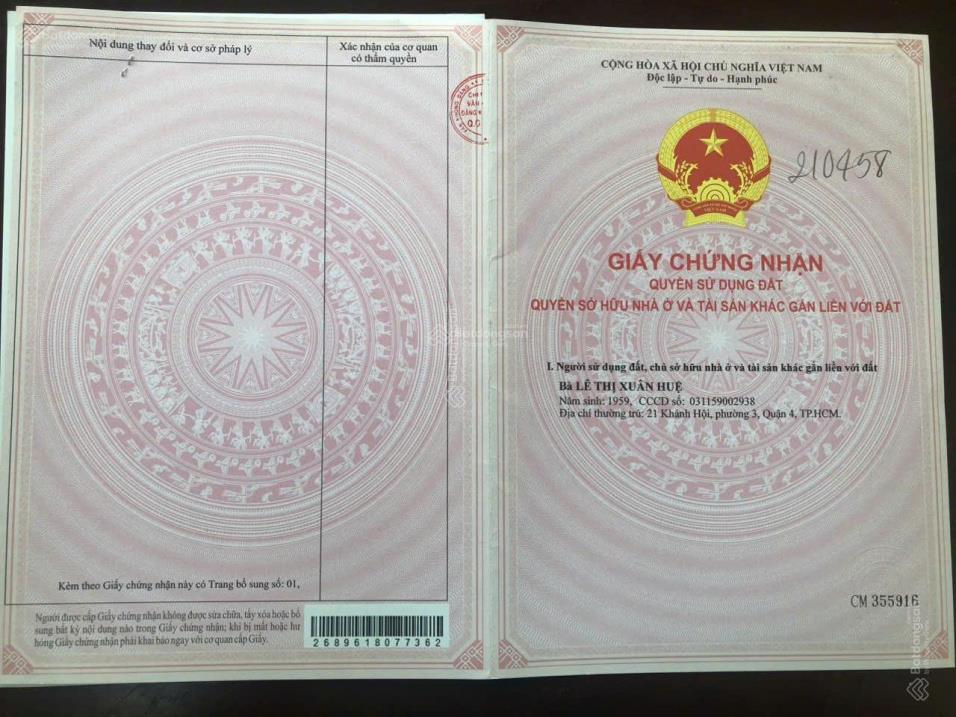 Nội dung thay đổi và cơ sở pháp lý
Xác nhận của cơ quan
có thẩm quyền
Kèm theo Giấy chứng nhận này có Trang bổ sung số: 01,
Người được cấp Giấy chứng nhận không được sửa chữa, tẩy xóa hoặc bổ
sung bất kỳ nội dung nào trong Giấy chứng nhận; khi bị mất hoặc hư
hỏng Giấy chứng nhận phải khai báo ngay với cơ quan cấp Giấy.
2689618077362
CỘNG HÒA XÃ HỘI CHỦ NGHĨA VIỆT NAM
Độc lập - Tự do - Hạnh phúc
210458
GIẤY CHỨNG NHẬN
QUYỀN SỬ DỤNG ĐẤT
QUYỀN SỞ HỮU NHÀ Ở VÀ TÀI SẢN KHÁC GẮN LIỀN VỚI ĐẤT
I. Người sử dụng đất, chủ sở hữu nhà ở và tài sản khác gắn liền với đất
Bà LÊ THỊ XUÂN HUỆ
Năm sinh: 1959, CCCD số: 031159002938
Địa chỉ thường trú: 21 Khánh Hội, phường 3, Quận 4, TP.HCM.
CM 355916
Batdongsan